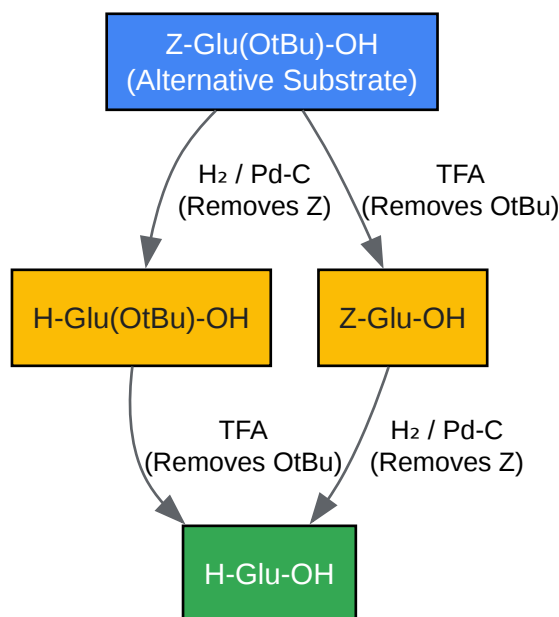 Z-Glu(OtBu)-OH
(Alternative Substrate)
H₂ / Pd-C
(Removes Z)
TFA
(Removes OtBu)
H-Glu(OtBu)-OH
Z-Glu-OH
TFA
(Removes OtBu)
H₂ / Pd-C
(Removes Z)
H-Glu-OH